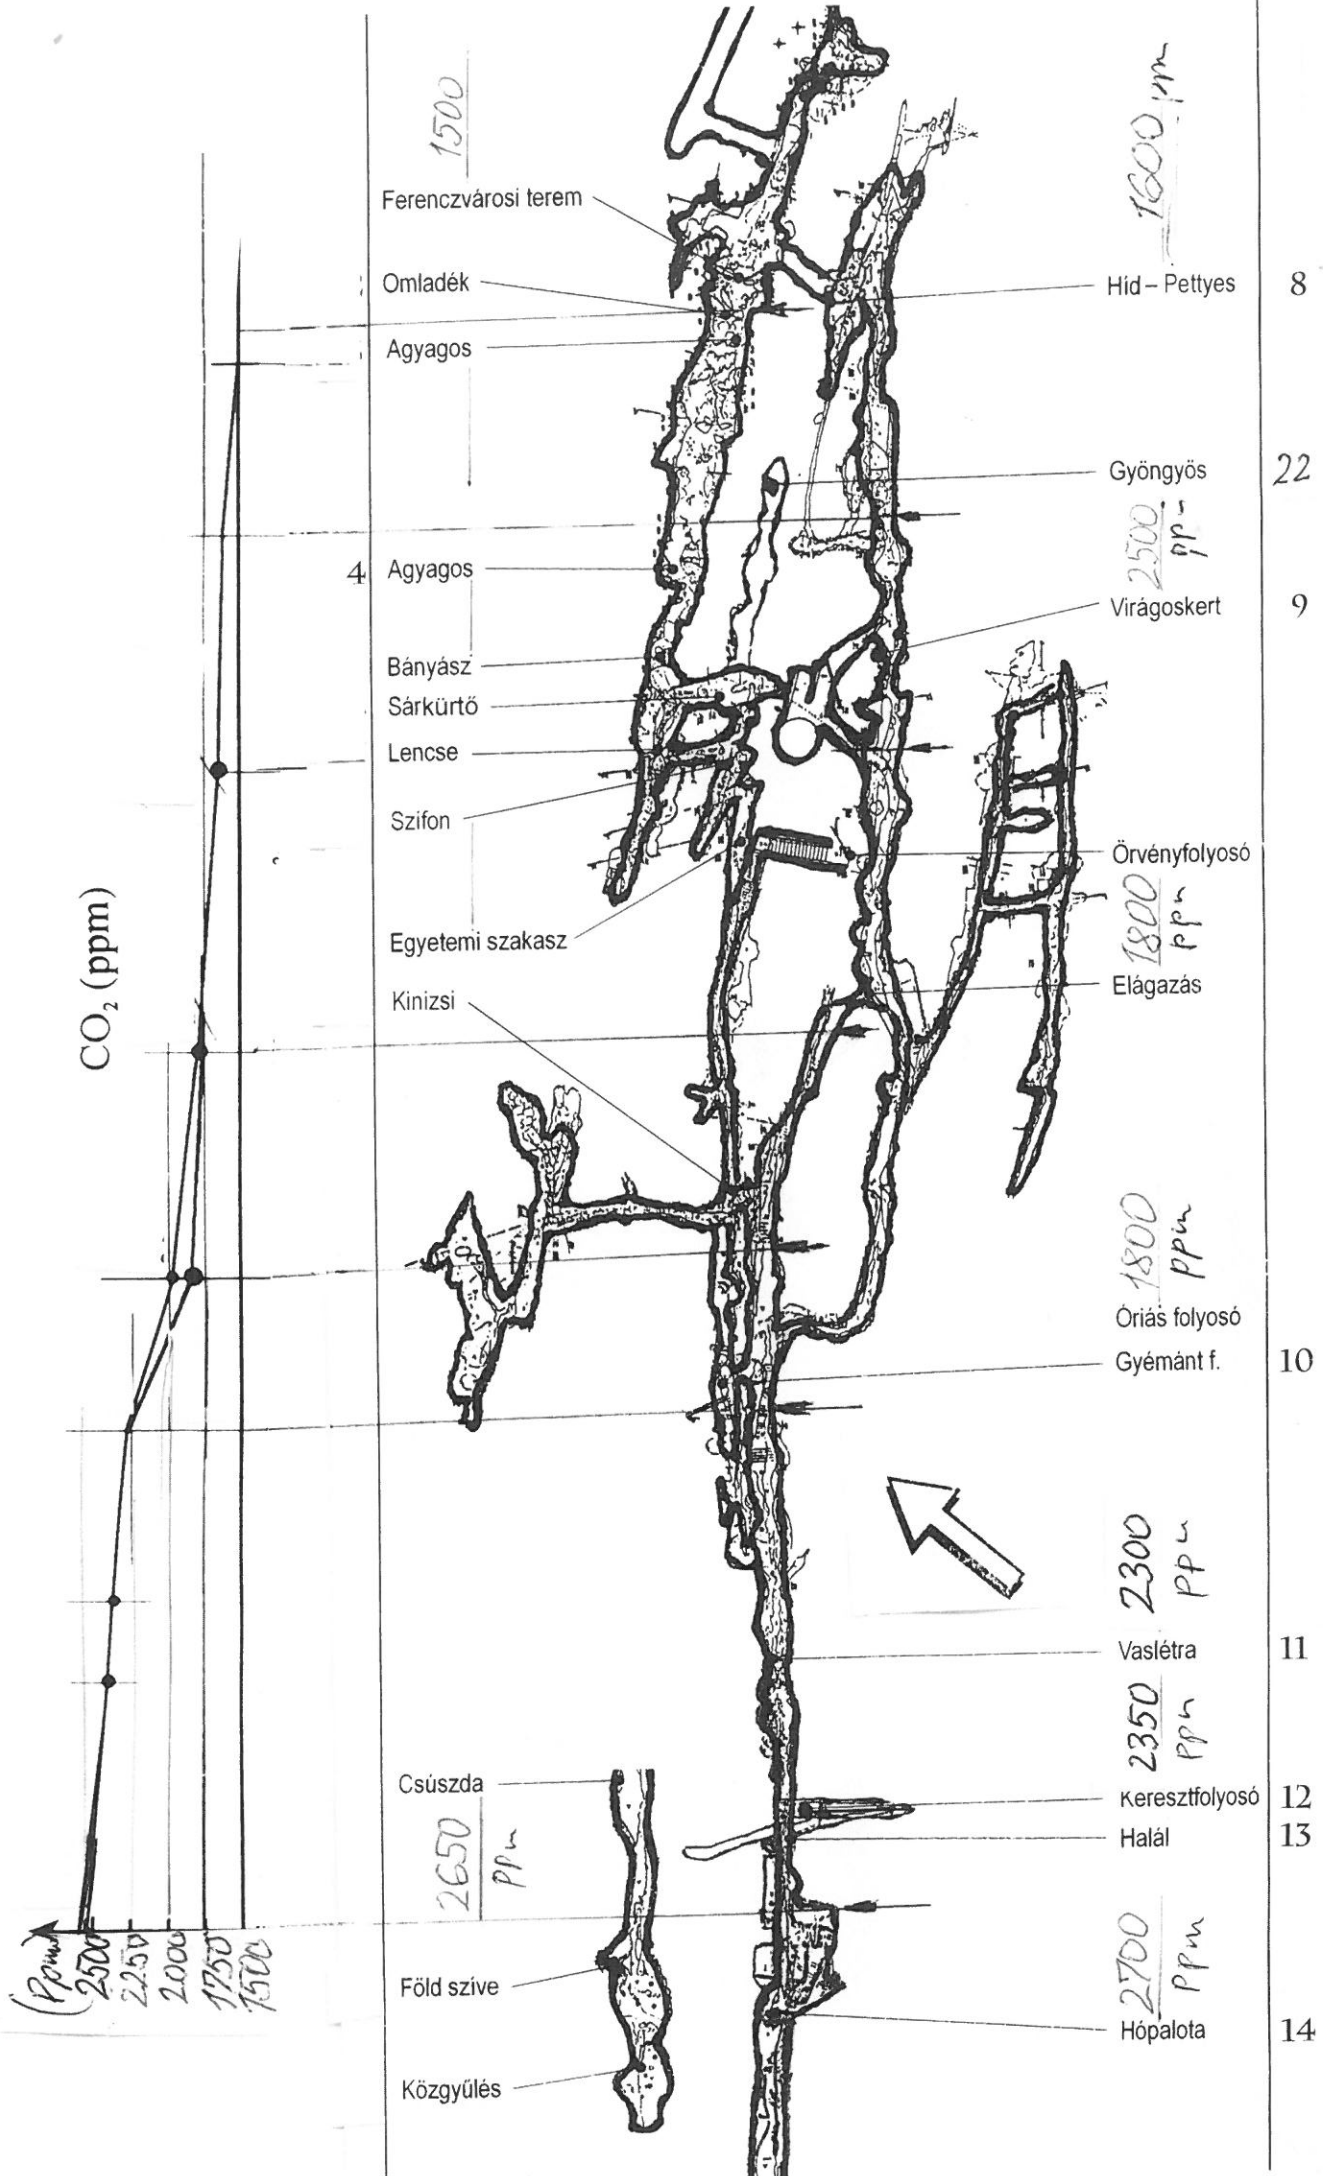 1500
1600 ppm
Ferenczvárosi terem
Omladék
Híd – Pettyes 8
Agyagos
Gyöngyös 22
2500 ppm
4 Agyagos
Virágoskert 9
Bányász
Sárkürtő
Lencse
Szifon
Örvényfolyosó
1800 ppm
Egyetemi szakasz
Elágazás
Kinizsi
CO₂ (ppm)
1800 ppm
Óriás folyosó
Gyémánt f. 10
2300 ppm
Vaslétra 11
2350 ppm
Csúszda
Keresztfolyosó 12
Halál 13
2650 ppm
2700 ppm
Föld szíve
Hópalota 14
Közgyűlés
(Ppm) 2500 2250 2000 1750 1500